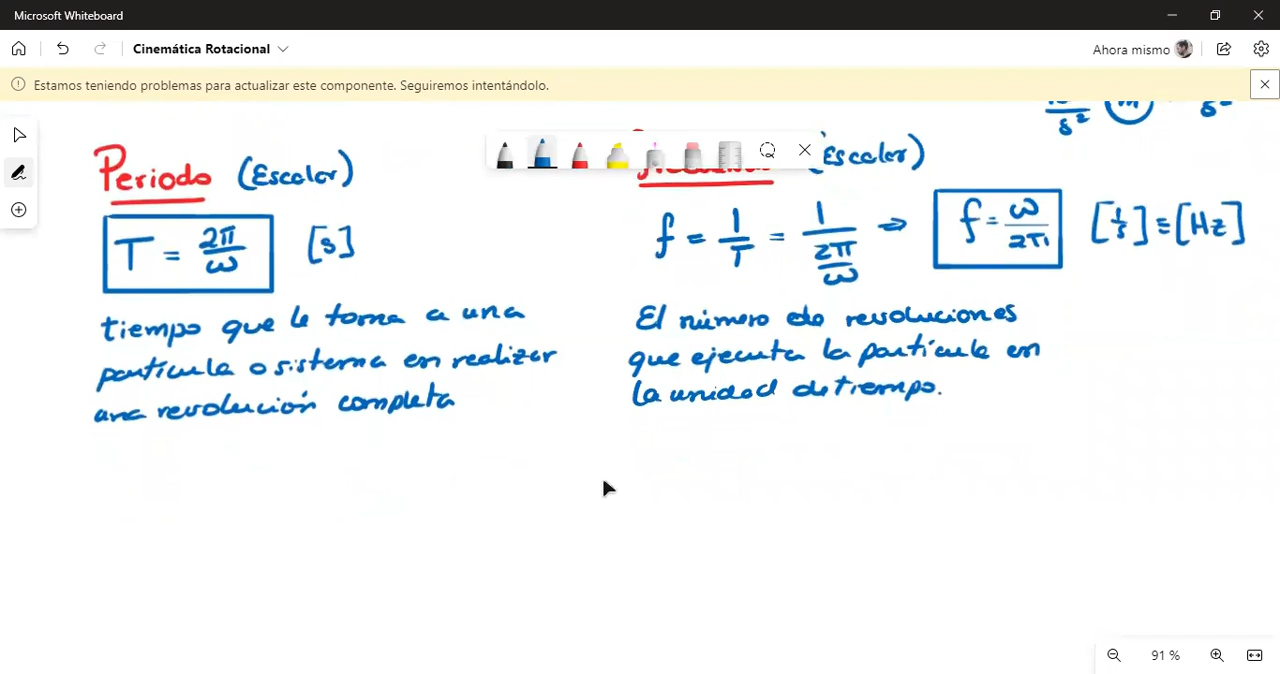 Microsoft Whiteboard
Cinemática Rotacional
Ahora mismo
Estamos teniendo problemas para actualizar este componente. Seguiremos intentándolo.
Periodo (Escalar)
T = 2π/ω [s]
tiempo que le toma a una
partícula o sistema en realizar
una revolución completa
(Escalar)
f = 1/T = 1/(2π/ω) ⇒ f = ω/2π [1/s] ≡ [Hz]
El número de revoluciones
que ejecuta la partícula en
la unidad de tiempo.
91 %